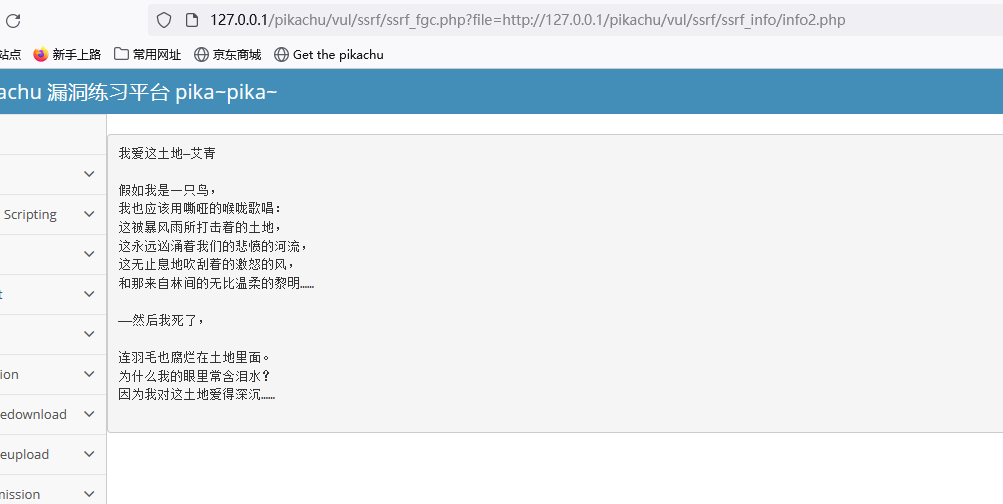 127.0.0.1/pikachu/vul/ssrf/ssrf_fgc.php?file=http://127.0.0.1/pikachu/vul/ssrf/ssrf_info/info2.php
站点 新手上路 常用网址 京东商城 Get the pikachu
achu 漏洞练习平台 pika~pika~
Scripting
t
ion
edownload
eupload
mission
我爱这土地—艾青
假如我是一只鸟，
我也应该用嘶哑的喉咙歌唱：
这被暴风雨所打击着的土地，
这永远汹涌着我们的悲愤的河流，
这无止息地吹刮着的激怒的风，
和那来自林间的无比温柔的黎明……
——然后我死了，
连羽毛也腐烂在土地里面。
为什么我的眼里常含泪水？
因为我对这土地爱得深沉……